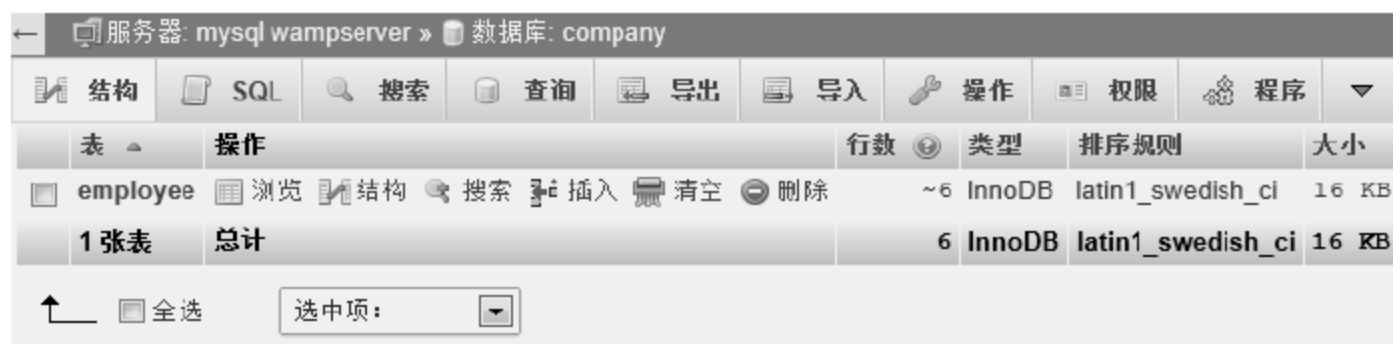 ← 服务器: mysql wampserver » 数据库: company
结构 SQL 搜索 查询 导出 导入 操作 权限 程序
表 操作 行数 类型 排序规则 大小
employee 浏览 结构 搜索 插入 清空 删除 ~6 InnoDB latin1_swedish_ci 16 KB
1 张表 总计 6 InnoDB latin1_swedish_ci 16 KB
全选 选中项: